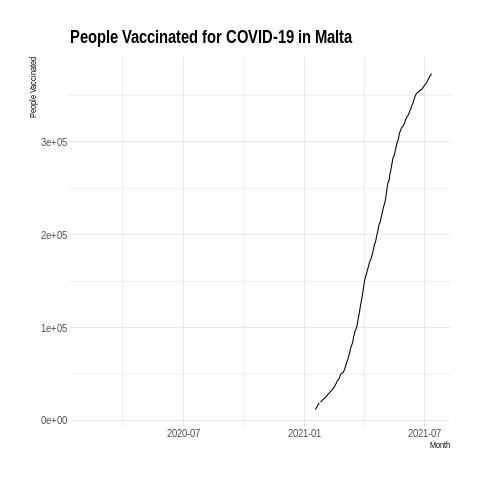 People Vaccinated for COVID-19 in Malta
People Vaccinated
3e+05
2e+05
1e+05
0e+00
2020-07
2021-01
2021-07
Month